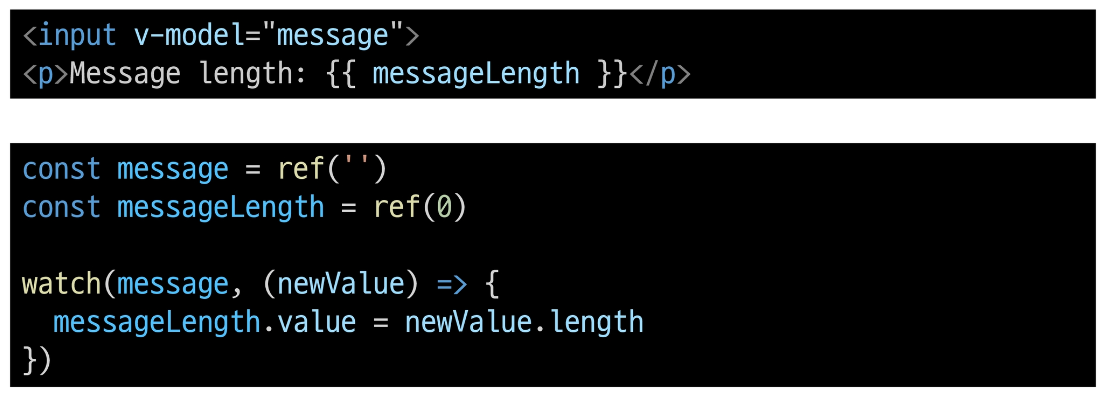 <input v-model="message">
<p>Message length: {{ messageLength }}</p>
const message = ref('')
const messageLength = ref(0)
watch(message, (newValue) => {
  messageLength.value = newValue.length
})